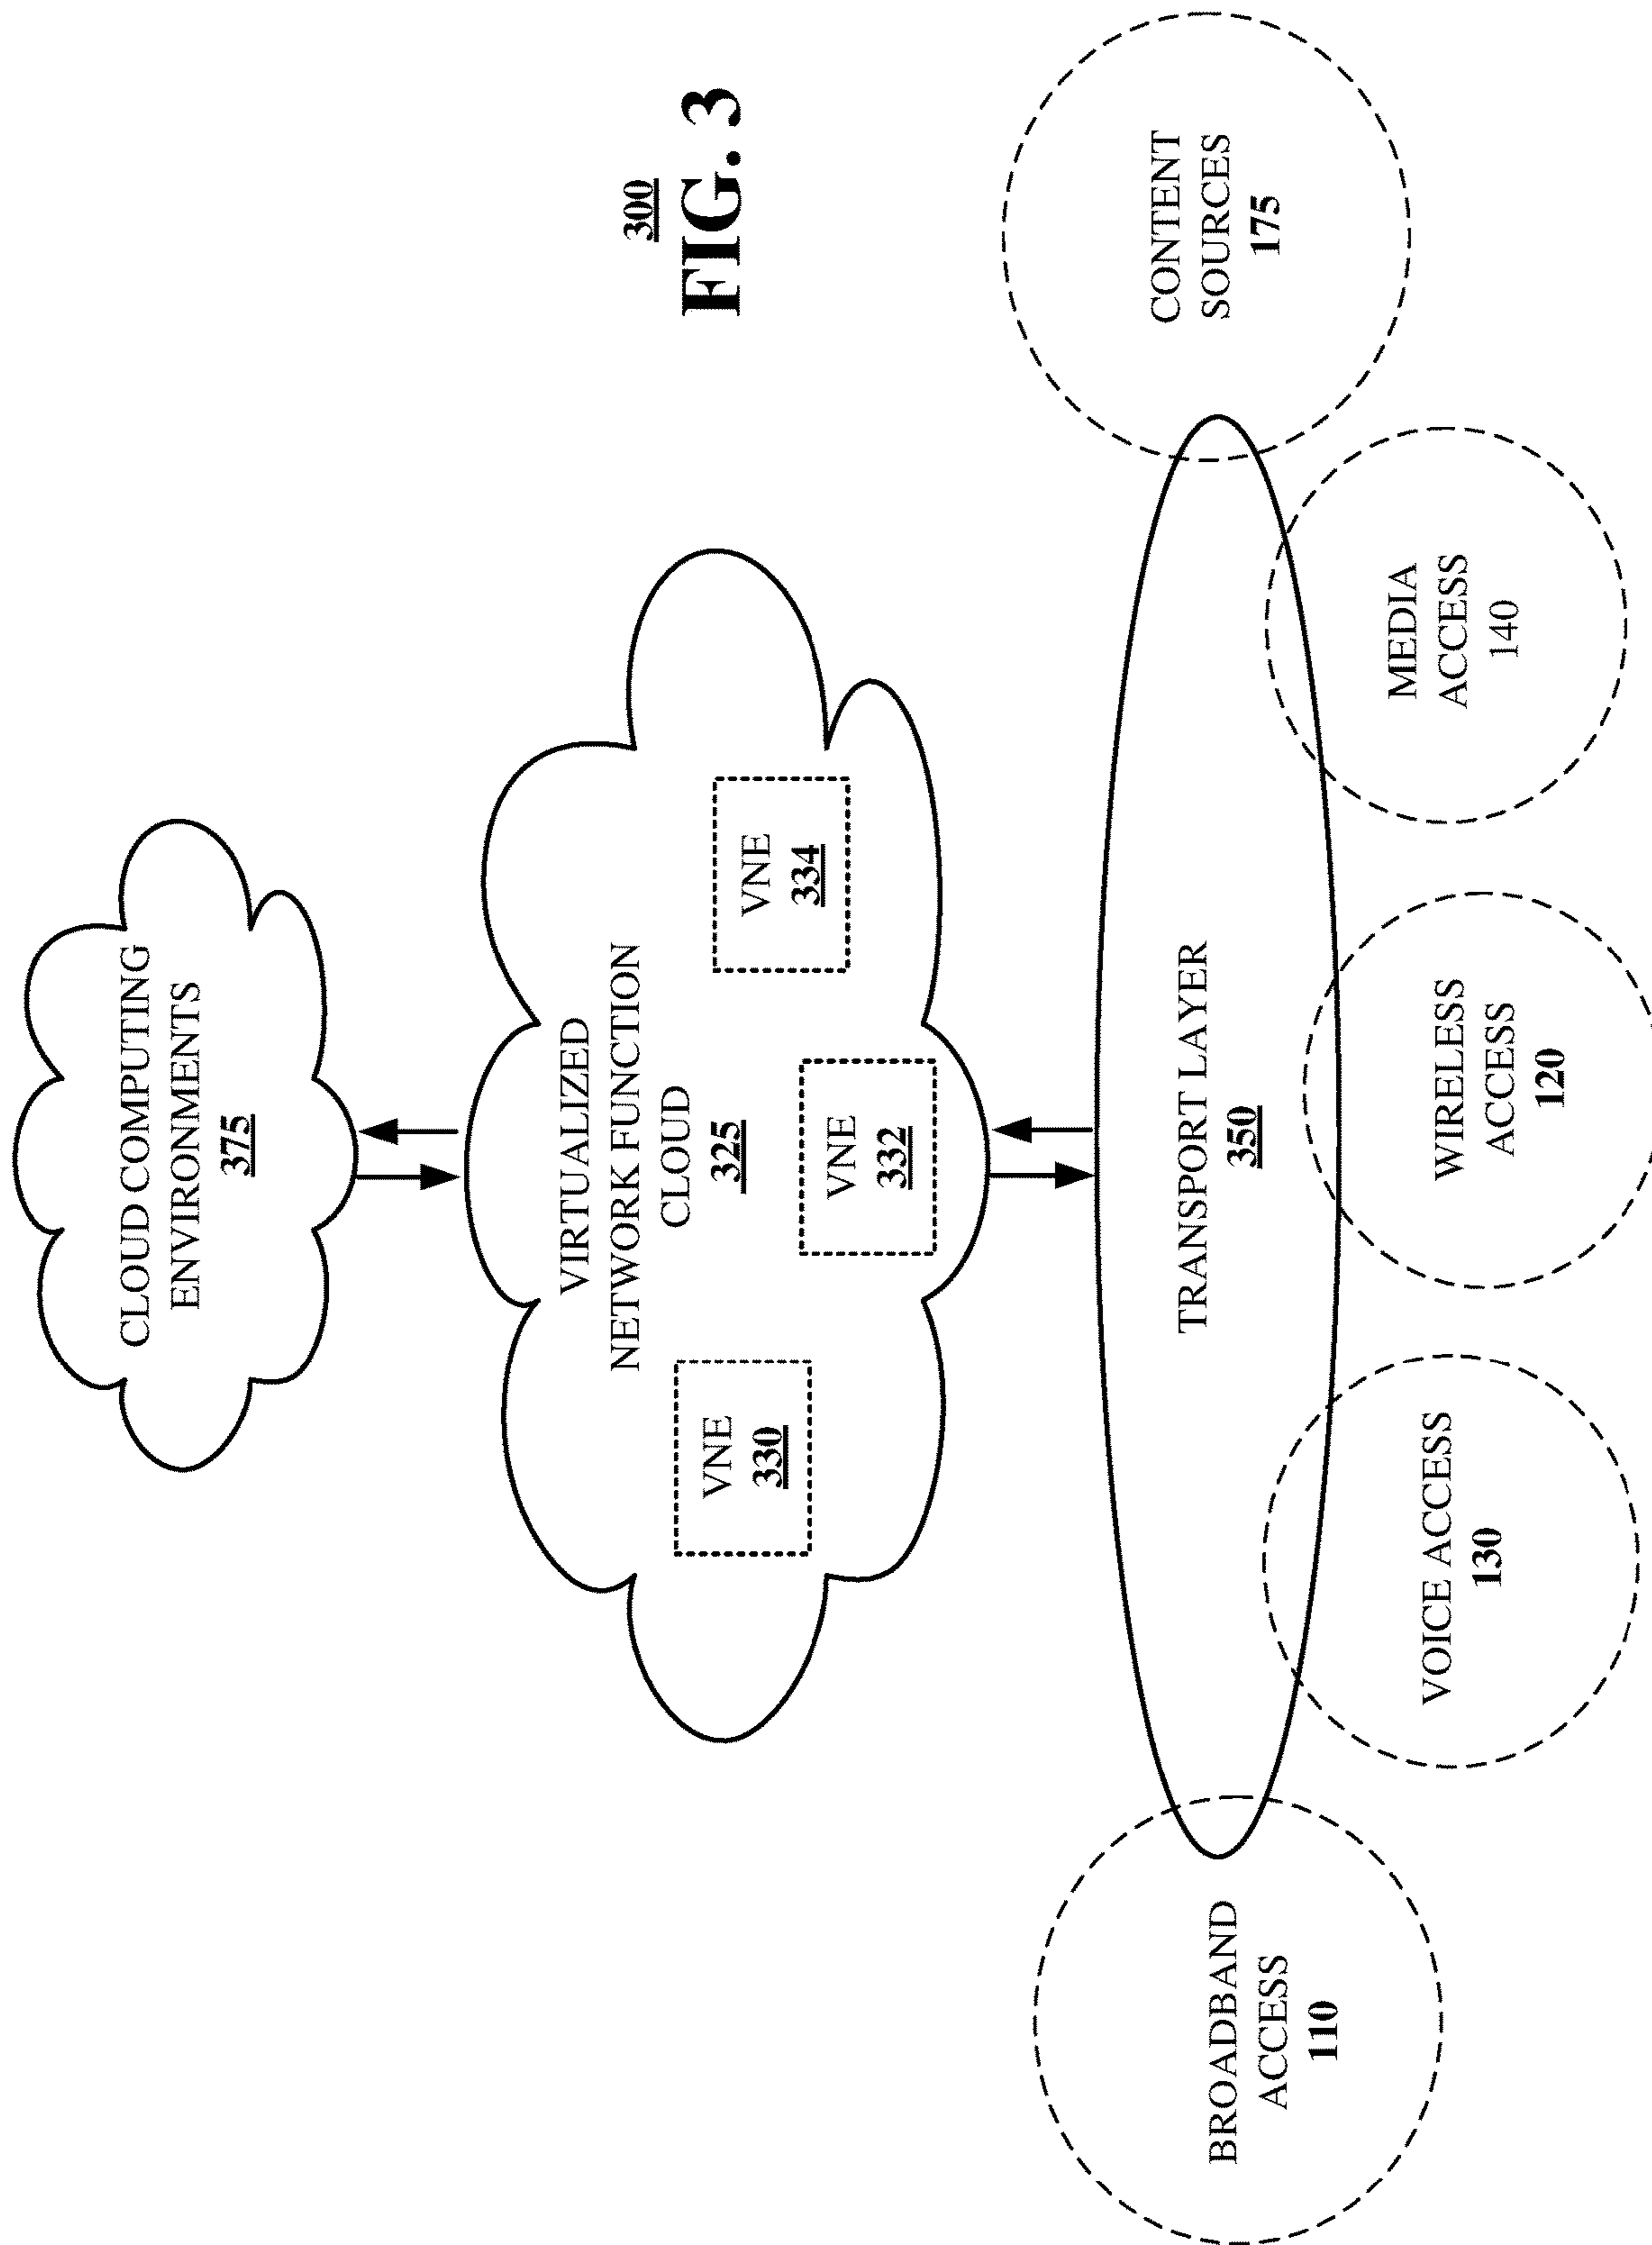 CLOUD COMPUTING
ENVIRONMENTS
375
VIRTUALIZED
NETWORK FUNCTION
CLOUD
325
VNE
330
VNE
332
VNE
334
300
FIG. 3
TRANSPORT LAYER
350
BROADBAND
ACCESS
110
VOICE ACCESS
130
WIRELESS
ACCESS
120
MEDIA
ACCESS
140
CONTENT
SOURCES
175